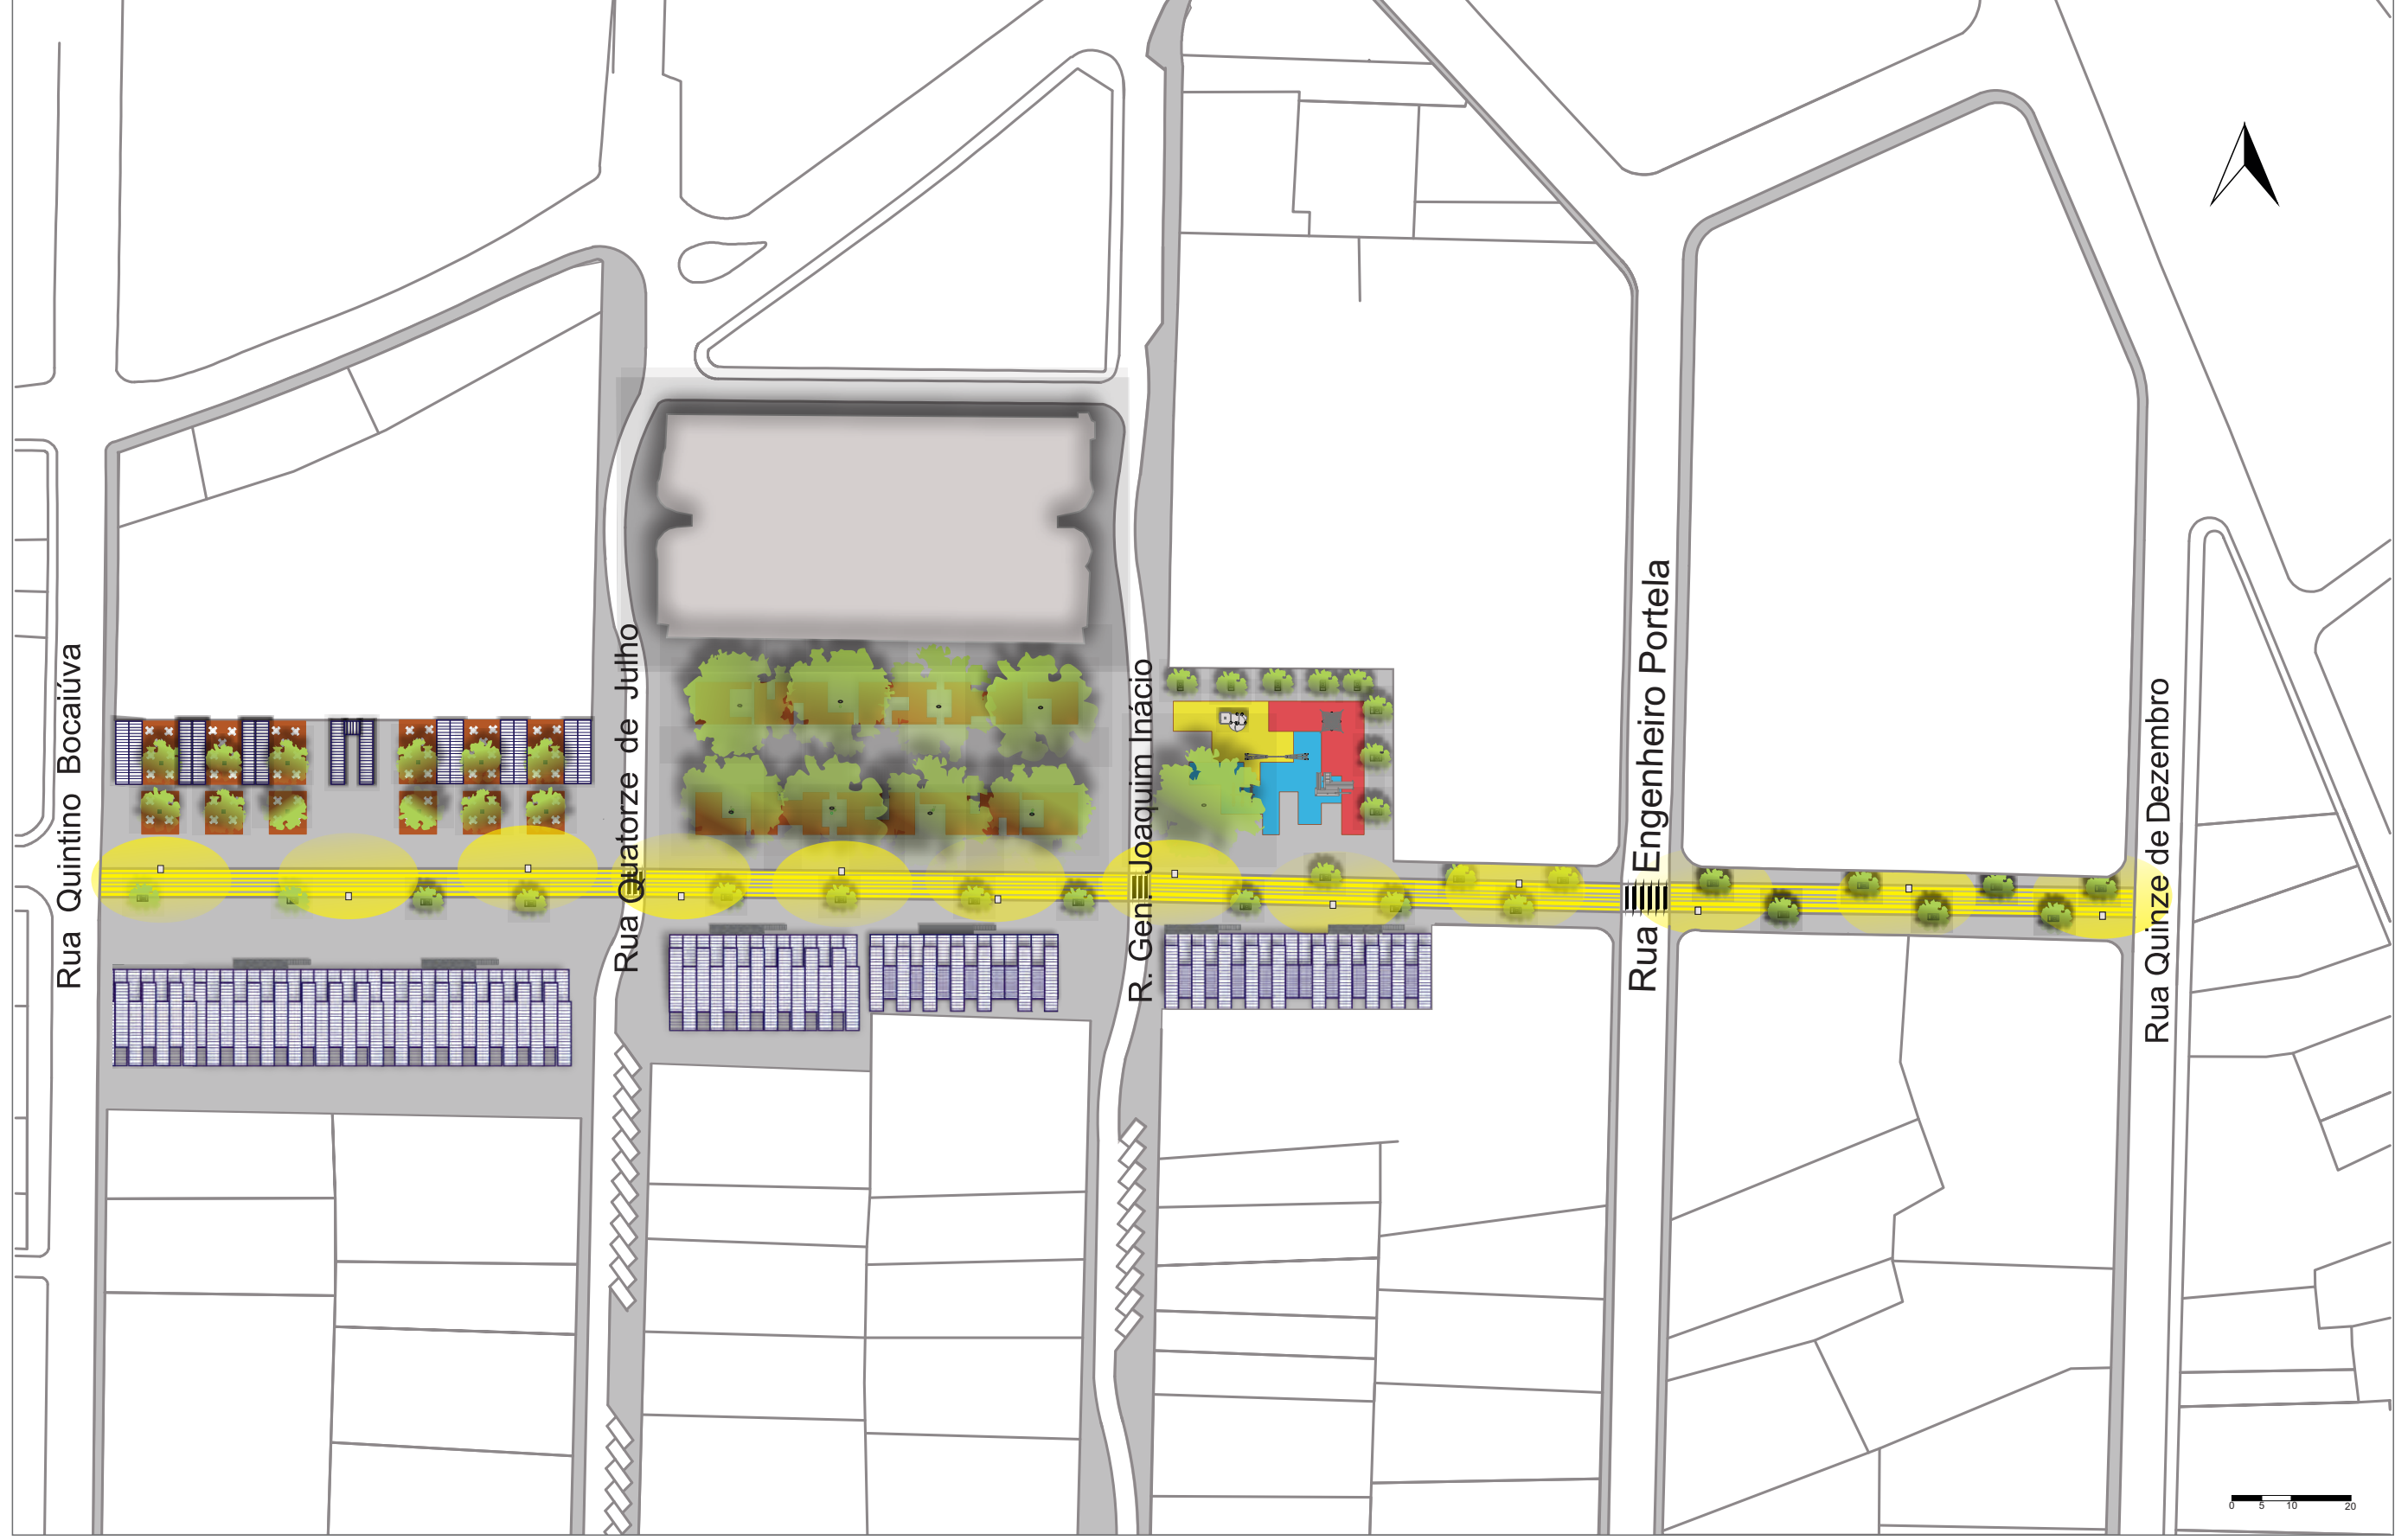 Rua Quintino Bocaiúva
Rua Quatorze de Julho
R. Gen. Joaquim Inácio
Rua Engenheiro Portela
Rua Quinze de Dezembro
0 5 10 20